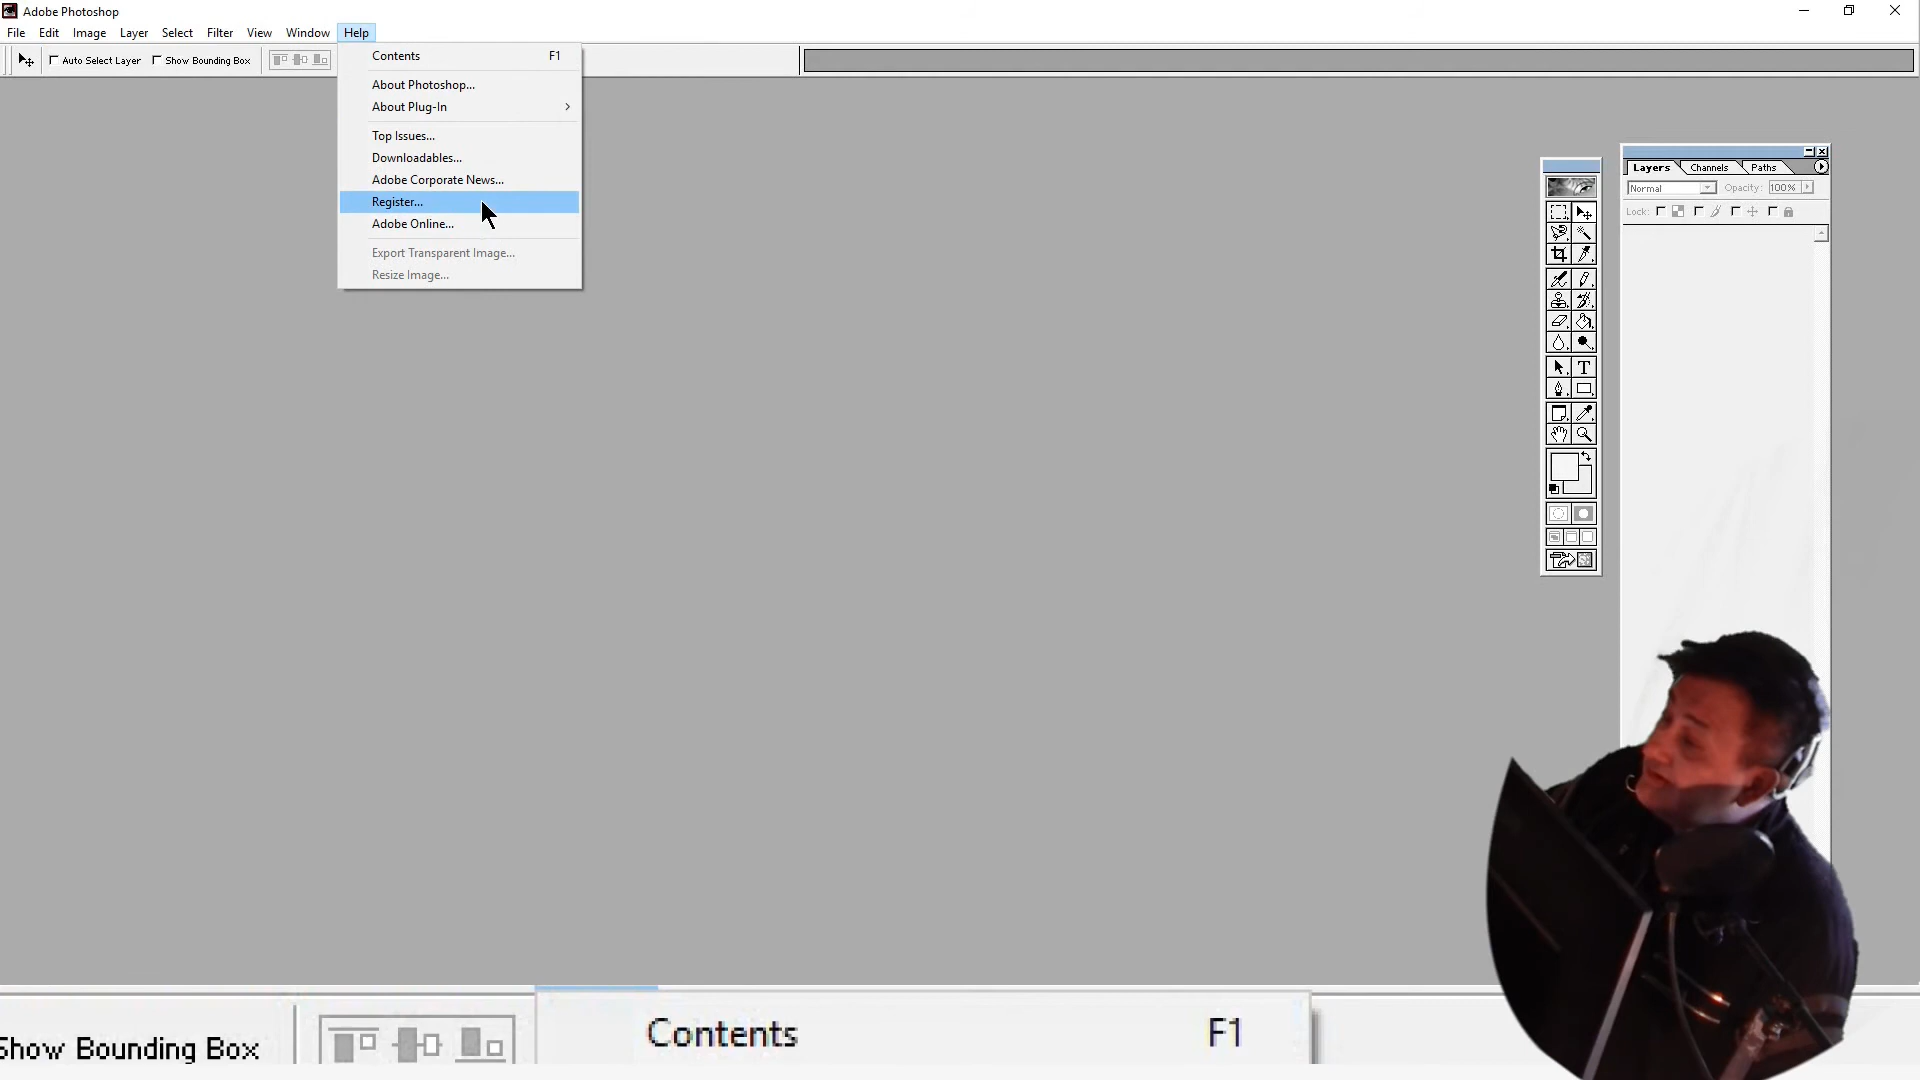 Adobe Photoshop
File Edit Image Layer Select Filter View Window Help
Auto Select Layer Show Bounding Box
Contents F1
About Photoshop...
About Plug-In
Top Issues...
Downloadables...
Adobe Corporate News...
Register...
Adobe Online...
Export Transparent Image...
Resize Image...
Layers Channels Paths
Normal Opacity: 100%
Lock:
T
Show Bounding Box Contents F1